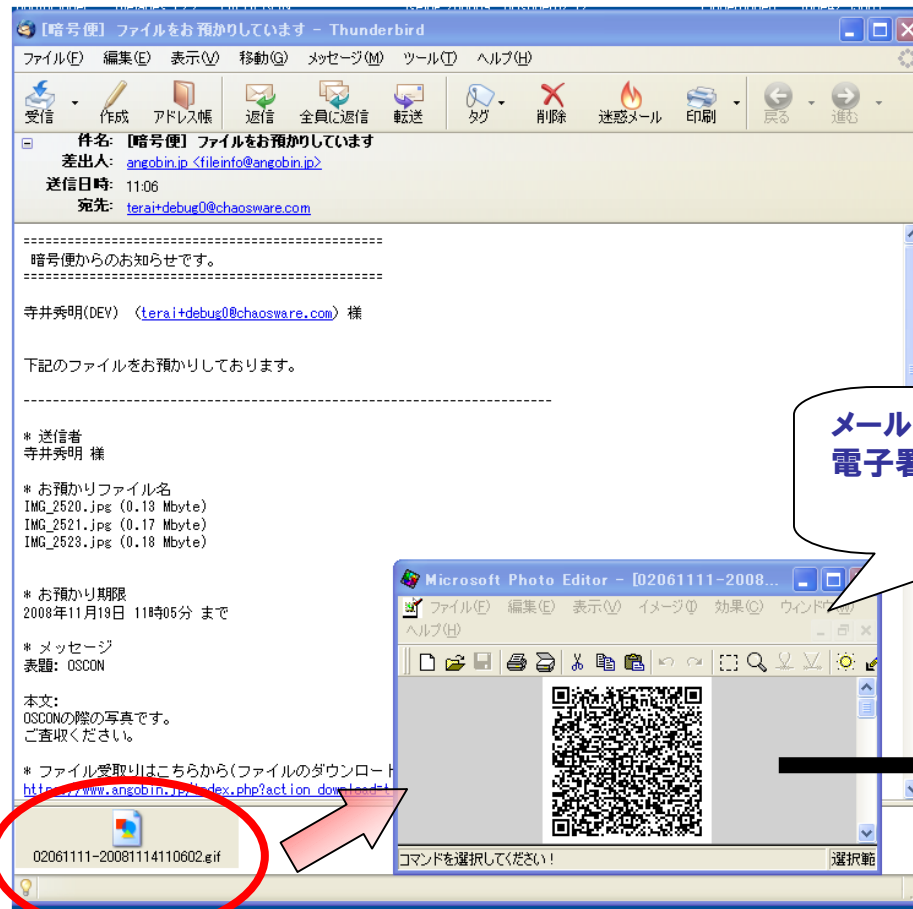 [暗号便] ファイルをお預かりしています - Thunderbird
ファイル(F) 編集(E) 表示(V) 移動(G) メッセージ(M) ツール(T) ヘルプ(H)
受信 作成 アドレス帳 返信 全員に返信 転送 タグ 削除 迷惑メール 印刷 戻る 進む
件名: [暗号便] ファイルをお預かりしています
差出人: angobin.jp <fileinfo@angobin.jp>
送信日時: 11:06
宛先: terai+debug0@chaosware.com
=================================================
暗号便からのお知らせです。
=================================================
寺井秀明(DEV) (terai+debug0@chaosware.com) 様
下記のファイルをお預かりしております。
------------------------------------------------------------------------
* 送信者
寺井秀明 様
* お預かりファイル名
IMG_2520.jpg (0.13 Mbyte)
IMG_2521.jpg (0.17 Mbyte)
IMG_2523.jpg (0.18 Mbyte)
* お預かり期限
2008年11月19日 11時05分 まで
* メッセージ
表題: OSCON
本文:
OSCONの際の写真です。
ご査収ください。
* ファイル受取りはこちらから(ファイルのダウンロード
https://www.angobin.jp/index.php?action_download=t
02061111-20081114110602.gif
メール
電子署
Microsoft Photo Editor - [02061111-2008...
ファイル(F) 編集(E) 表示(V) イメージ(I) 効果(C) ウィンドウ(W)
ヘルプ(H)
コマンドを選択してください! 選択範